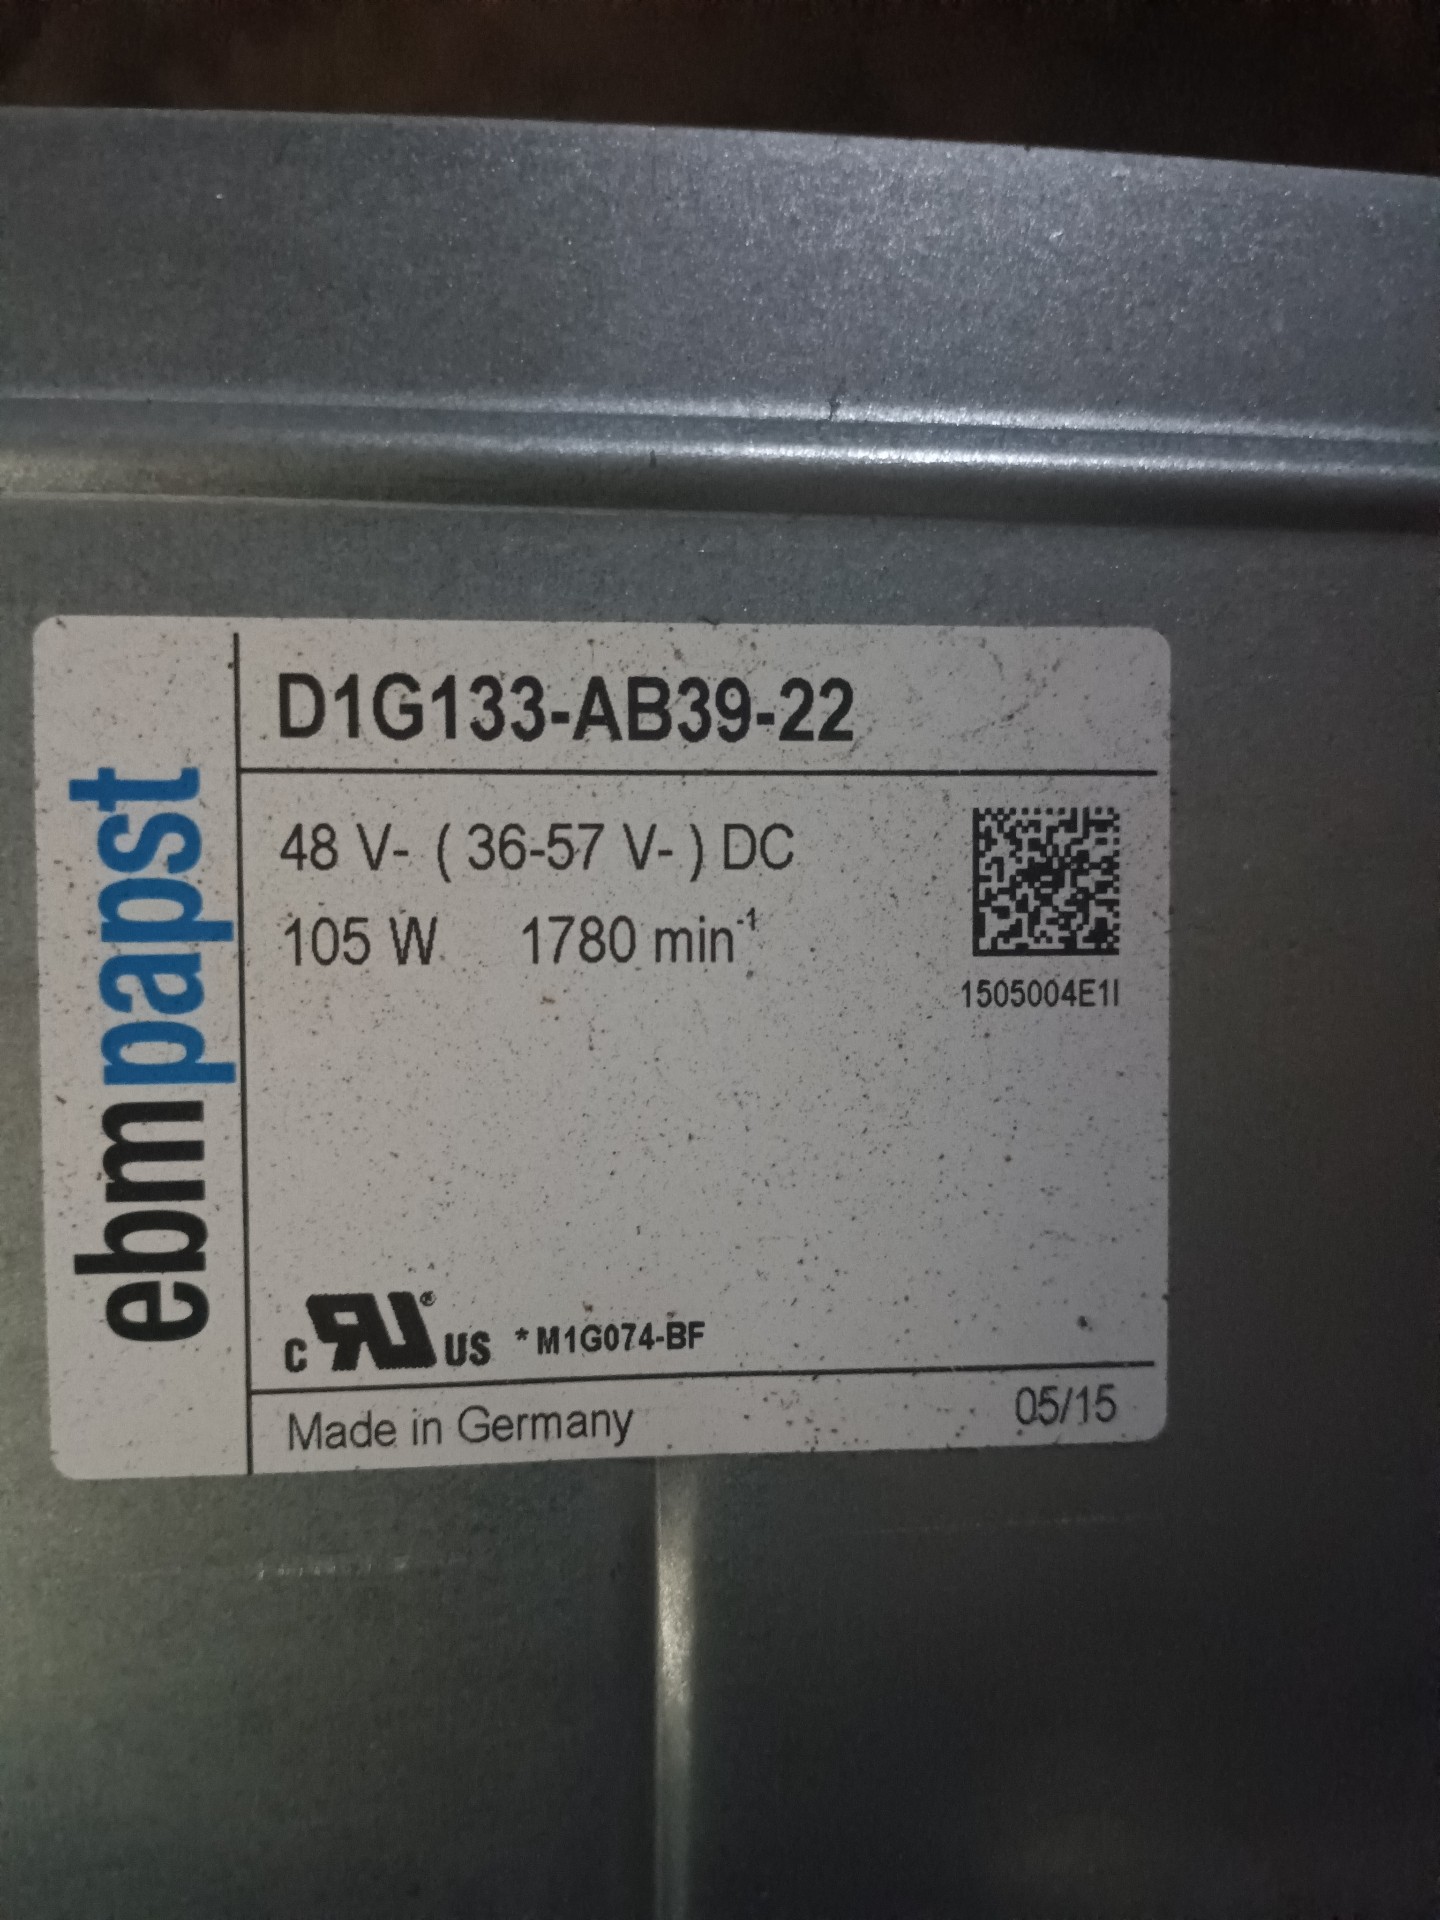 ebmpapst
D1G133-AB39-22
48 V- ( 36-57 V- ) DC
105 W 1780 min⁻¹
1505004E1I
c RU® US * M1G074-BF
Made in Germany 05/15